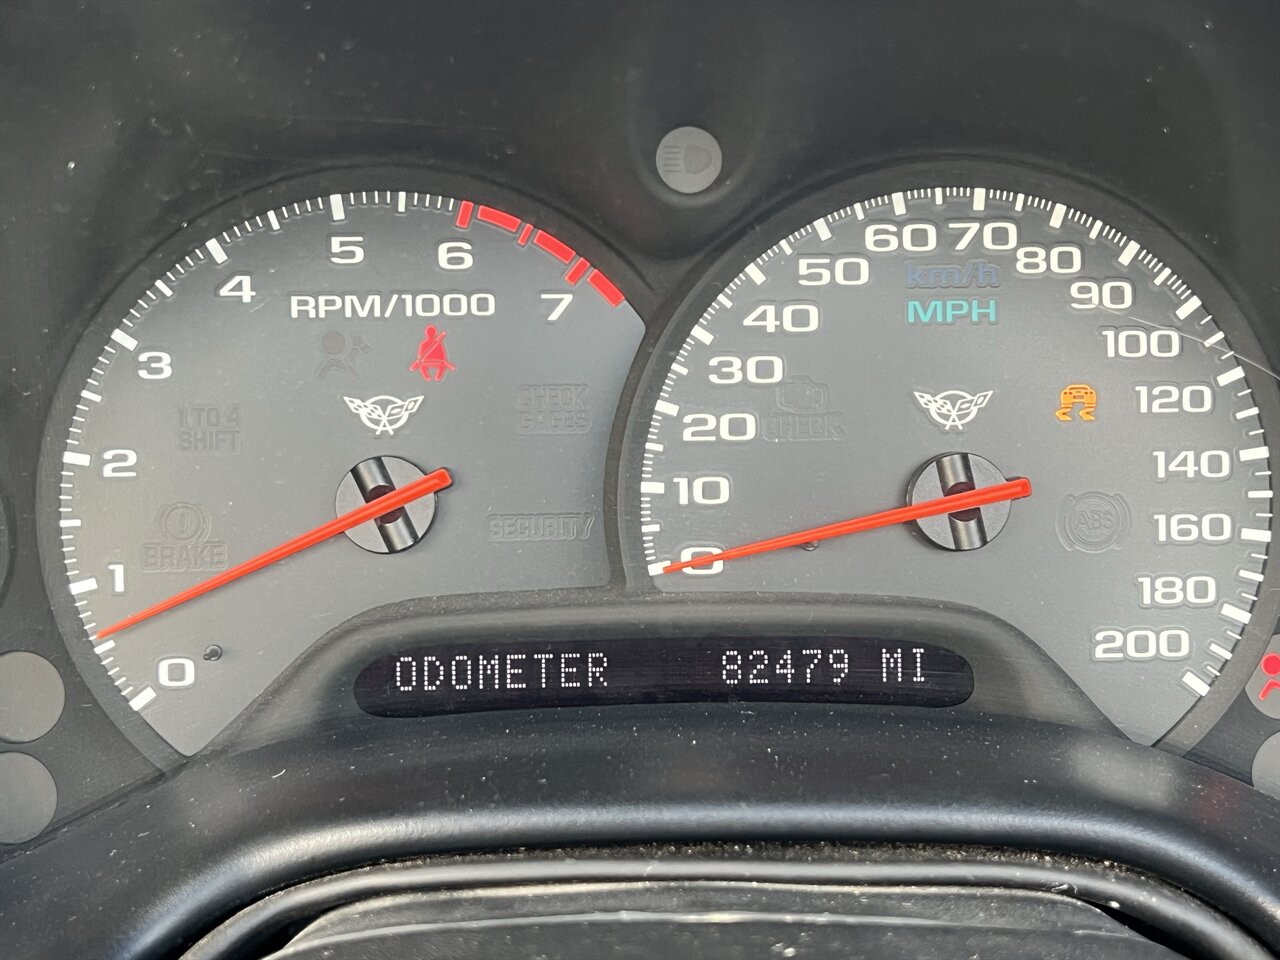 0
1
2
3
4
5
6
7
RPM/1000
1 TO 4
SHIFT
CHECK
GAGES
BRAKE
SECURITY
0
10
20
30
40
50
60
70
80
90
100
120
140
160
180
200
km/h
MPH
CHECK
ABS
ODOMETER 82479 MI